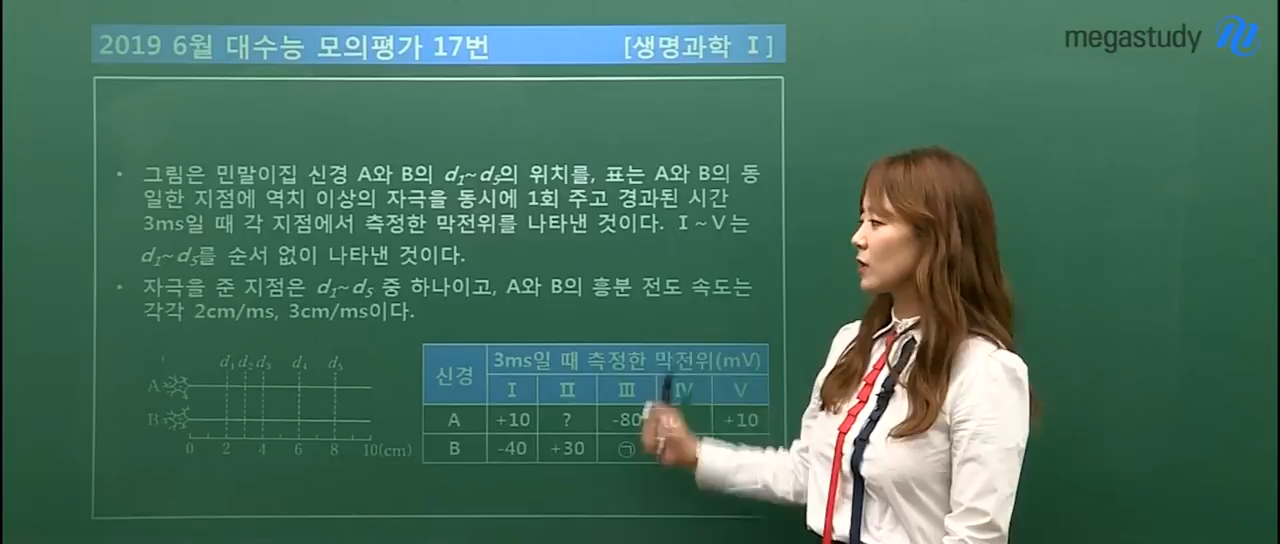 2019 6월 대수능 모의평가 17번 [생명과학 Ⅰ]
megastudy
• 그림은 민말이집 신경 A와 B의 d₁~d₅의 위치를, 표는 A와 B의 동
일한 지점에 역치 이상의 자극을 동시에 1회 주고 경과된 시간
3ms일 때 각 지점에서 측정한 막전위를 나타낸 것이다. Ⅰ~Ⅴ는
d₁~d₅를 순서 없이 나타낸 것이다.
• 자극을 준 지점은 d₁~d₅ 중 하나이고, A와 B의 흥분 전도 속도는
각각 2cm/ms, 3cm/ms이다.
d₁ d₂ d₃ d₄ d₅
A
B
0 2 4 6 8 10(cm)
신경 3ms일 때 측정한 막전위(mV)
Ⅰ Ⅱ Ⅲ Ⅳ Ⅴ
A +10 ? -80 +10
B -40 +30 ㉠